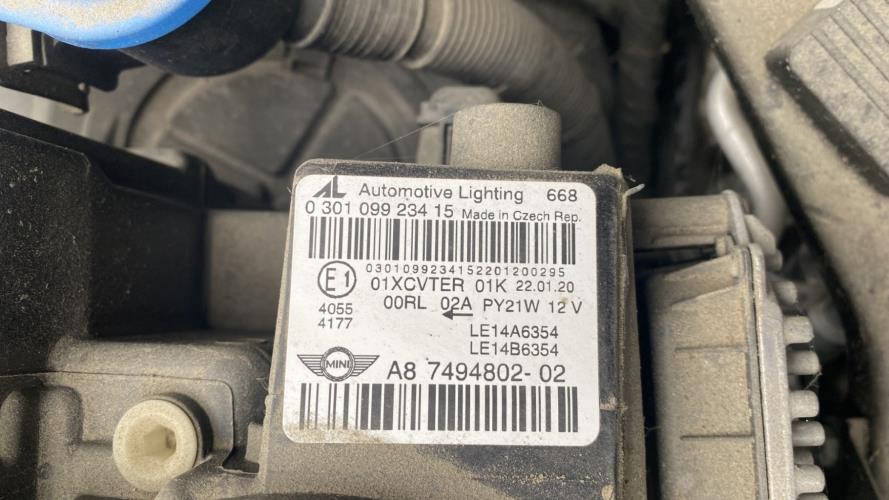 AL Automotive Lighting 668
0 301 099 234 15 Made in Czech Rep.
0301099234152201200295
E1 01XCVTER 01K 22.01.20
4055 00RL 02A PY21W 12 V
4177
LE14A6354
LE14B6354
MINI A8 7494802- 02